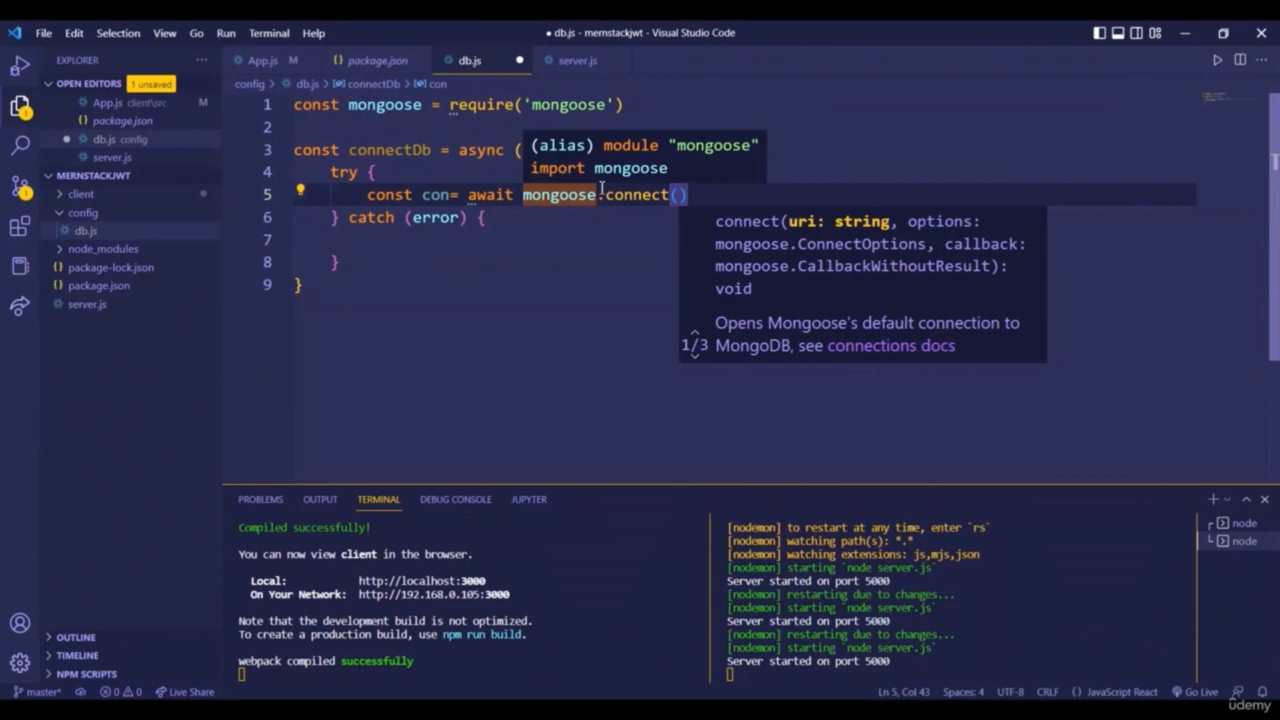 File Edit Selection View Go Run Terminal Help
● db.js - mernstackjwt - Visual Studio Code
EXPLORER
OPEN EDITORS 1 unsaved
App.js client\src M
package.json
db.js config
server.js
MERNSTACKJWT
client
config
db.js
node_modules
package-lock.json
package.json
server.js
OUTLINE
TIMELINE
NPM SCRIPTS
App.js M package.json db.js server.js
config > db.js > connectDb > con
1 const mongoose = require('mongoose')
2
3 const connectDb = async (
4 try {
5 const con= await mongoose.connect()
6 } catch (error) {
7
8 }
9 }
(alias) module "mongoose"
import mongoose
connect(uri: string, options:
mongoose.ConnectOptions, callback:
mongoose.CallbackWithoutResult):
void
Opens Mongoose's default connection to
1/3 MongoDB, see connections docs
PROBLEMS OUTPUT TERMINAL DEBUG CONSOLE JUPYTER
Compiled successfully!
You can now view client in the browser.
Local: http://localhost:3000
On Your Network: http://192.168.0.105:3000
Note that the development build is not optimized.
To create a production build, use npm run build.
webpack compiled successfully
[nodemon] to restart at any time, enter `rs`
[nodemon] watching path(s): *.*
[nodemon] watching extensions: js,mjs,json
[nodemon] starting `node server.js`
Server started on port 5000
[nodemon] restarting due to changes...
[nodemon] starting `node server.js`
Server started on port 5000
[nodemon] restarting due to changes...
[nodemon] starting `node server.js`
Server started on port 5000
node
node
master* 0 0 Live Share
Ln 5, Col 43 Spaces: 4 UTF-8 CRLF {} JavaScript React Go Live
udemy